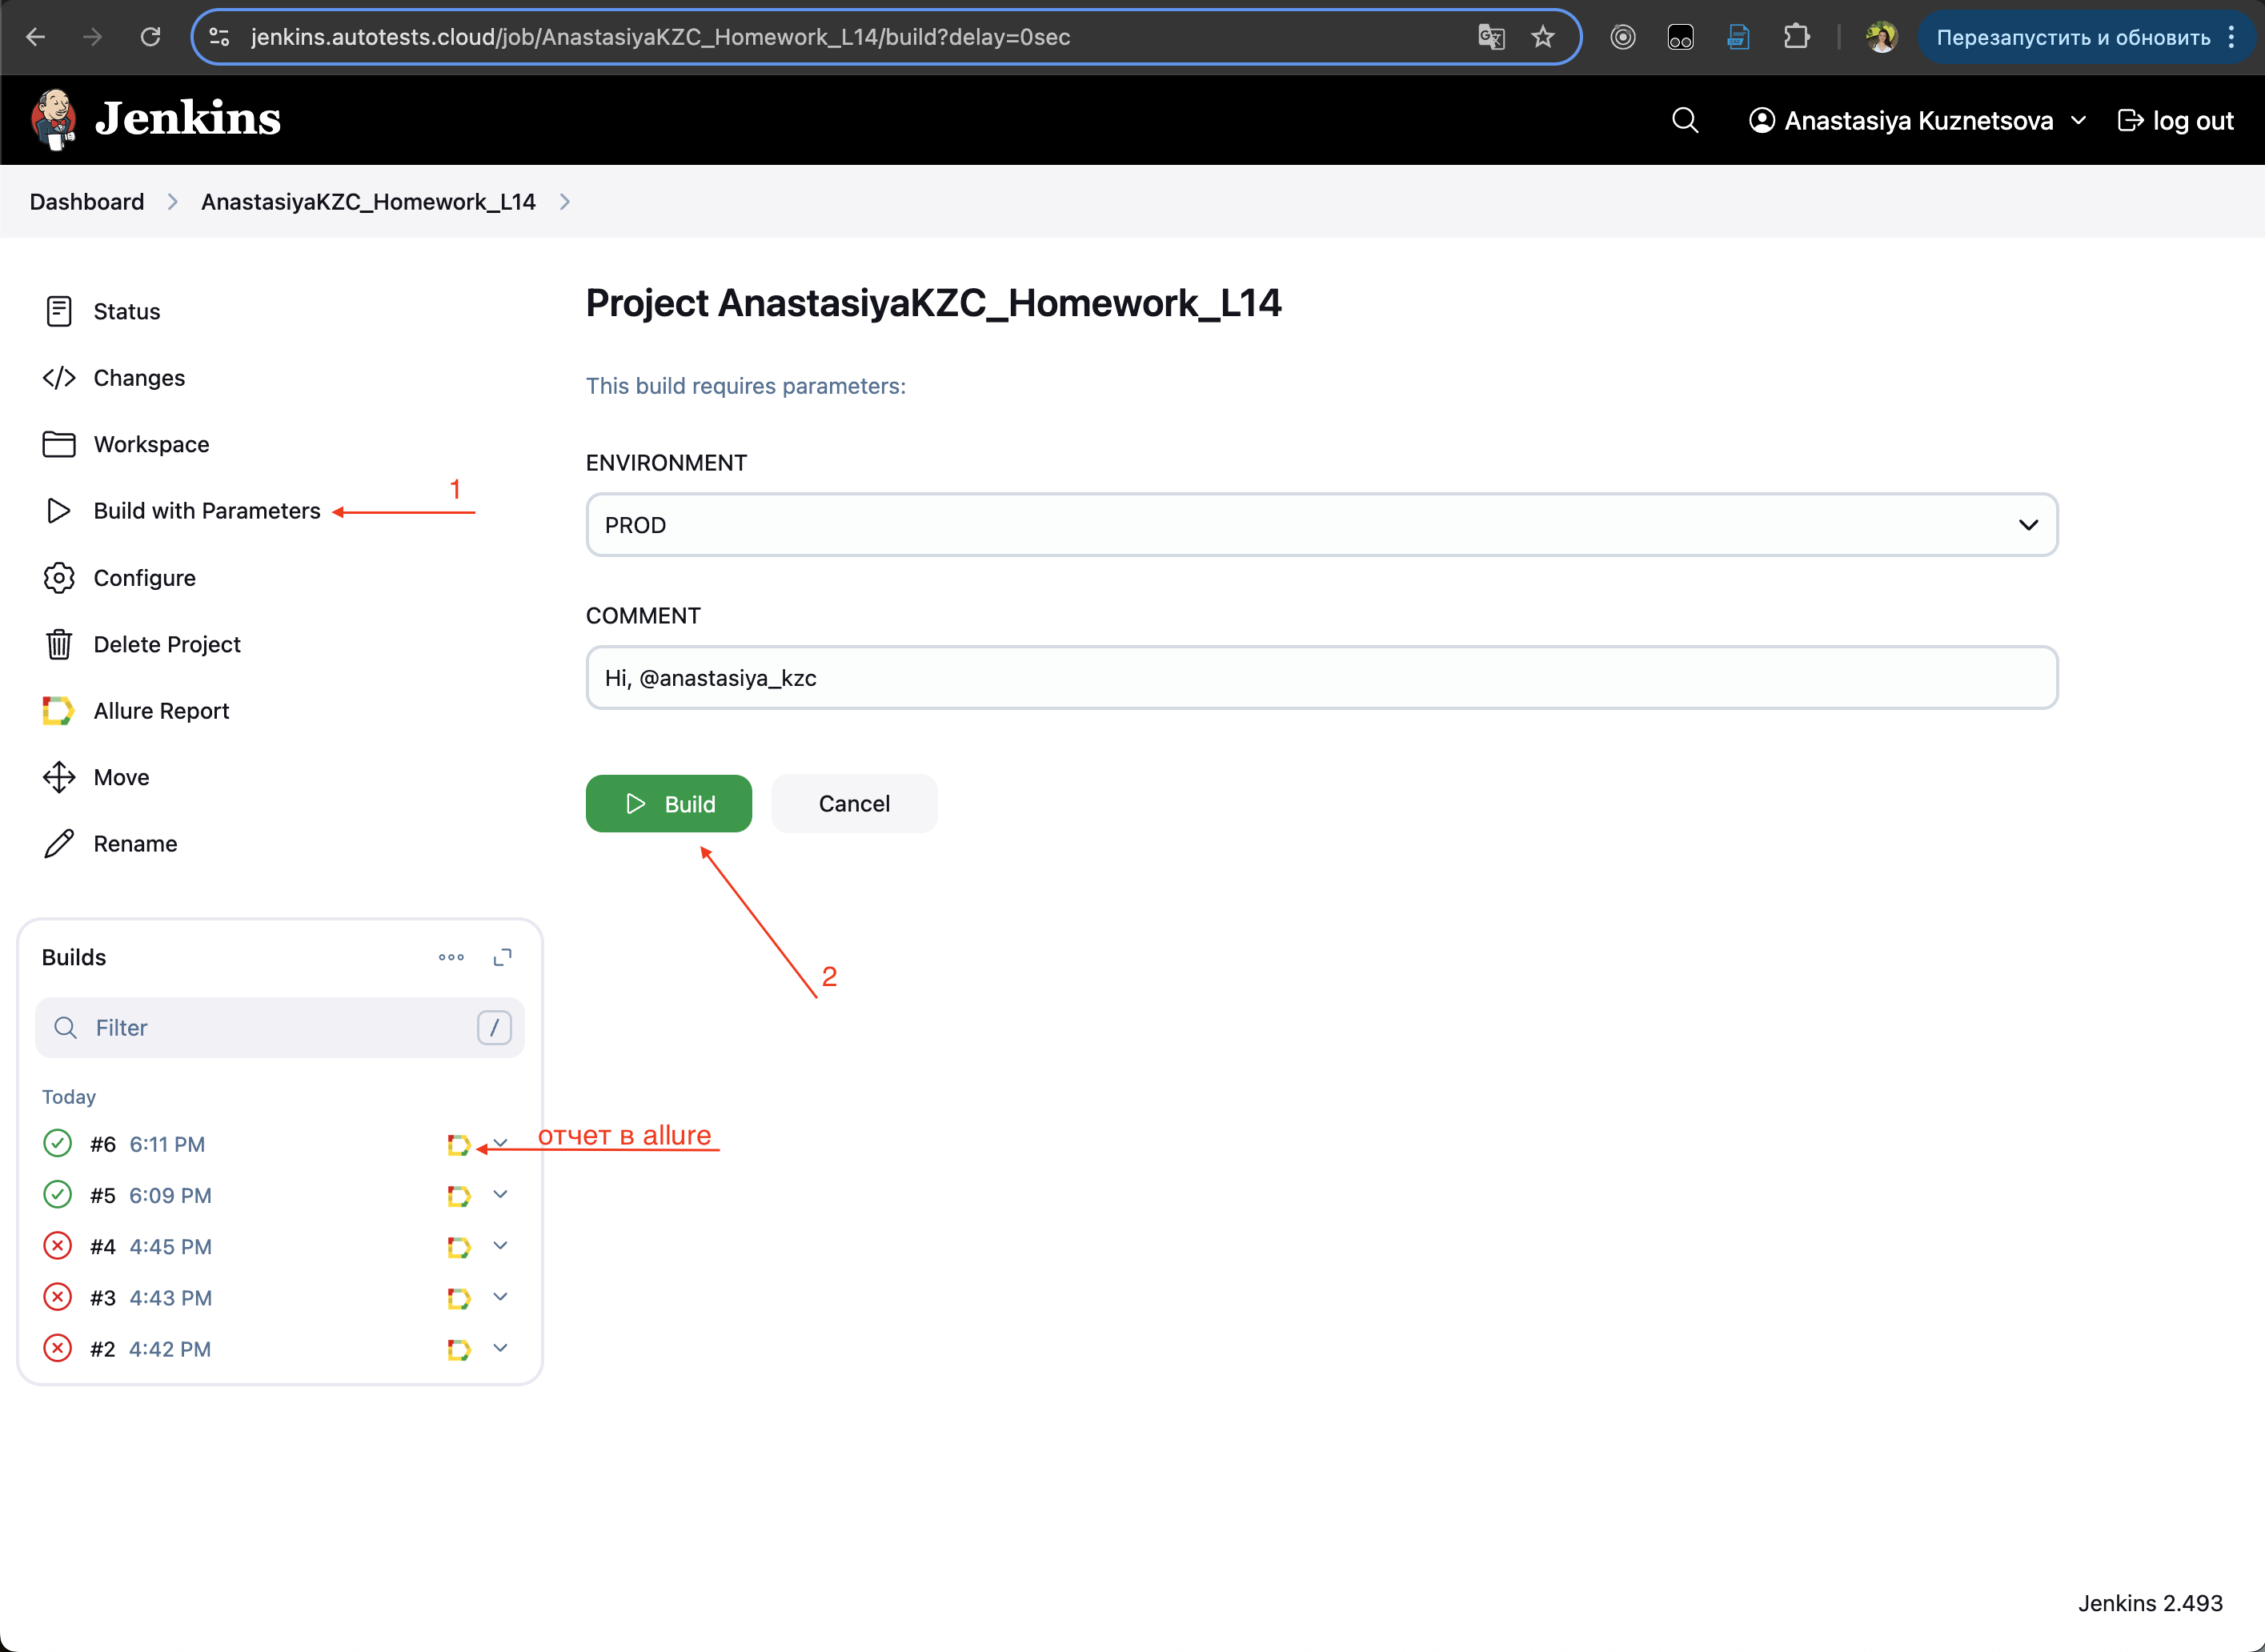 jenkins.autotests.cloud/job/AnastasiyaKZC_Homework_L14/build?delay=0sec
Перезапустить и обновить
Jenkins
Anastasiya Kuznetsova
log out
Dashboard
AnastasiyaKZC_Homework_L14
Status
Changes
Workspace
Build with Parameters
1
Configure
Delete Project
Allure Report
Move
Rename
Project AnastasiyaKZC_Homework_L14
This build requires parameters:
ENVIRONMENT
PROD
COMMENT
Hi, @anastasiya_kzc
Build
Cancel
2
Builds
Filter
/
Today
#6 6:11 PM
отчет в allure
#5 6:09 PM
#4 4:45 PM
#3 4:43 PM
#2 4:42 PM
Jenkins 2.493